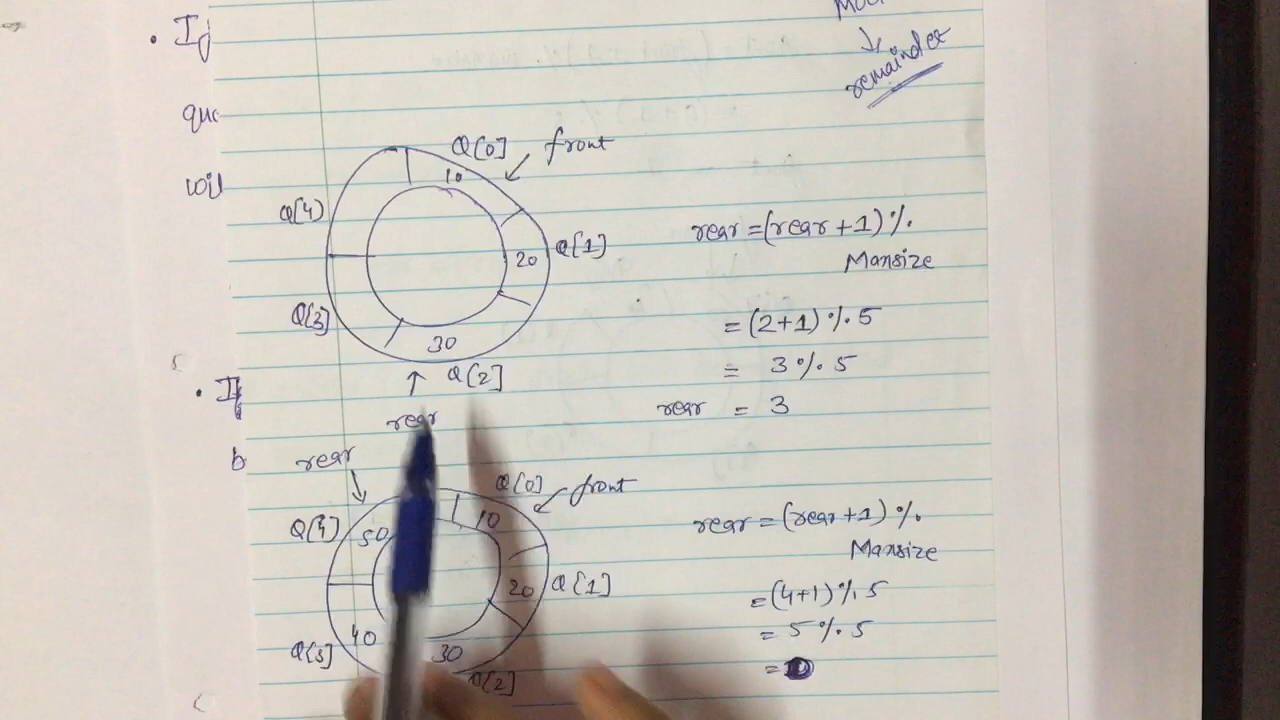 remainder
Q[0] front
10
Q[4]
Q[1]
20
rear =(rear+1)%
Maxsize
Q[3]
30
= (2+1) % 5
Q[2]
= 3 % 5
rear = 3
rear
If
b
rear
Q[0] front
10
Q[4]
50
rear = (rear+1) %
Maxsize
20 Q[1]
= (4+1) % 5
= 5 % 5
40
Q[3]
30
Q[2]